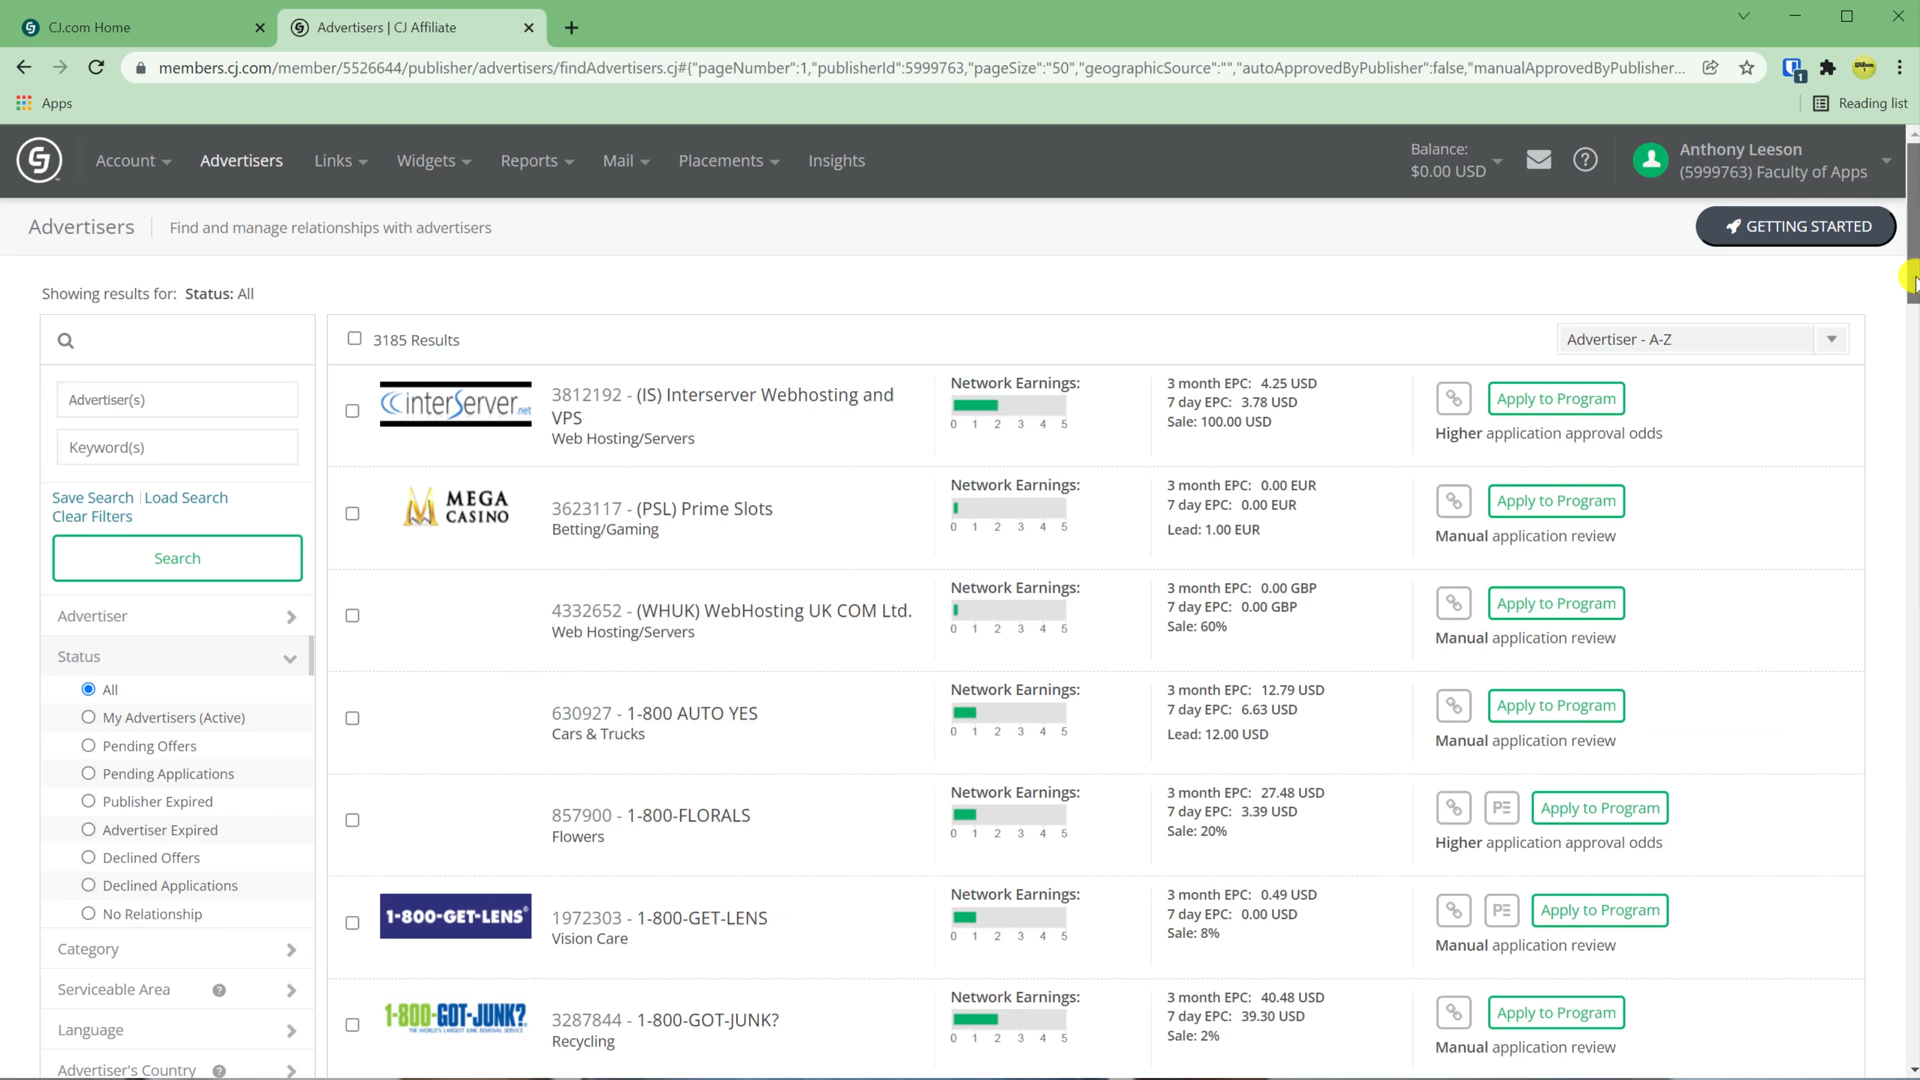 CJ.com Home
Advertisers | CJ Affiliate
members.cj.com/member/5526644/publisher/advertisers/findAdvertisers.cj#{"pageNumber":1,"publisherId":5999763,"pageSize":"50","geographicSource":"","autoApprovedByPublisher":false,"manualApprovedByPublisher...
1
Apps
Reading list
Account
Advertisers
Links
Widgets
Reports
Mail
Placements
Insights
Balance:
$0.00 USD
Anthony Leeson
(5999763) Faculty of Apps
Advertisers
Find and manage relationships with advertisers
GETTING STARTED
Showing results for: Status: All
Advertiser(s)
Keyword(s)
Save Search | Load Search
Clear Filters
Search
Advertiser
Status
All
My Advertisers (Active)
Pending Offers
Pending Applications
Publisher Expired
Advertiser Expired
Declined Offers
Declined Applications
No Relationship
Category
Serviceable Area
Language
Advertiser's Country
3185 Results
Advertiser - A-Z
interServer.net
3812192 - (IS) Interserver Webhosting and
VPS
Web Hosting/Servers
Network Earnings:
0 1 2 3 4 5
3 month EPC: 4.25 USD
7 day EPC: 3.78 USD
Sale: 100.00 USD
Apply to Program
Higher application approval odds
MEGA
CASINO
3623117 - (PSL) Prime Slots
Betting/Gaming
Network Earnings:
0 1 2 3 4 5
3 month EPC: 0.00 EUR
7 day EPC: 0.00 EUR
Lead: 1.00 EUR
Apply to Program
Manual application review
4332652 - (WHUK) WebHosting UK COM Ltd.
Web Hosting/Servers
Network Earnings:
0 1 2 3 4 5
3 month EPC: 0.00 GBP
7 day EPC: 0.00 GBP
Sale: 60%
Apply to Program
Manual application review
630927 - 1-800 AUTO YES
Cars & Trucks
Network Earnings:
0 1 2 3 4 5
3 month EPC: 12.79 USD
7 day EPC: 6.63 USD
Lead: 12.00 USD
Apply to Program
Manual application review
857900 - 1-800-FLORALS
Flowers
Network Earnings:
0 1 2 3 4 5
3 month EPC: 27.48 USD
7 day EPC: 3.39 USD
Sale: 20%
PE
Apply to Program
Higher application approval odds
1-800-GET-LENS®
1972303 - 1-800-GET-LENS
Vision Care
Network Earnings:
0 1 2 3 4 5
3 month EPC: 0.49 USD
7 day EPC: 0.00 USD
Sale: 8%
PE
Apply to Program
Manual application review
1-800-GOT-JUNK?
THE WORLD'S LARGEST JUNK REMOVAL SERVICE
3287844 - 1-800-GOT-JUNK?
Recycling
Network Earnings:
0 1 2 3 4 5
3 month EPC: 40.48 USD
7 day EPC: 39.30 USD
Sale: 2%
Apply to Program
Manual application review